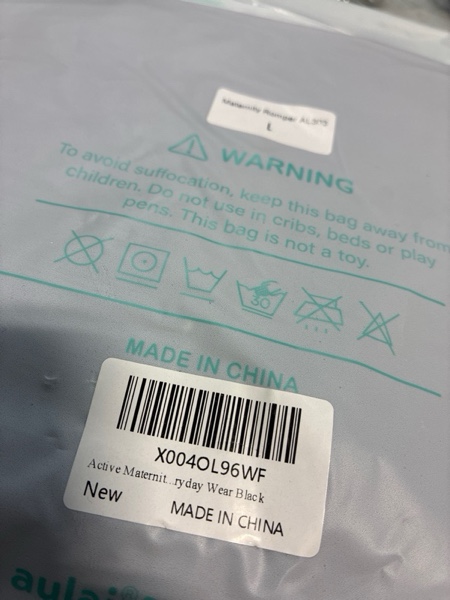 Maternity Romper AL305
L
WARNING
To avoid suffocation, keep this bag away from
children. Do not use in cribs, beds or play
pens. This bag is not a toy.
30
MADE IN CHINA
X004OL96WF
Active Maternit...ryday Wear Black
New
MADE IN CHINA